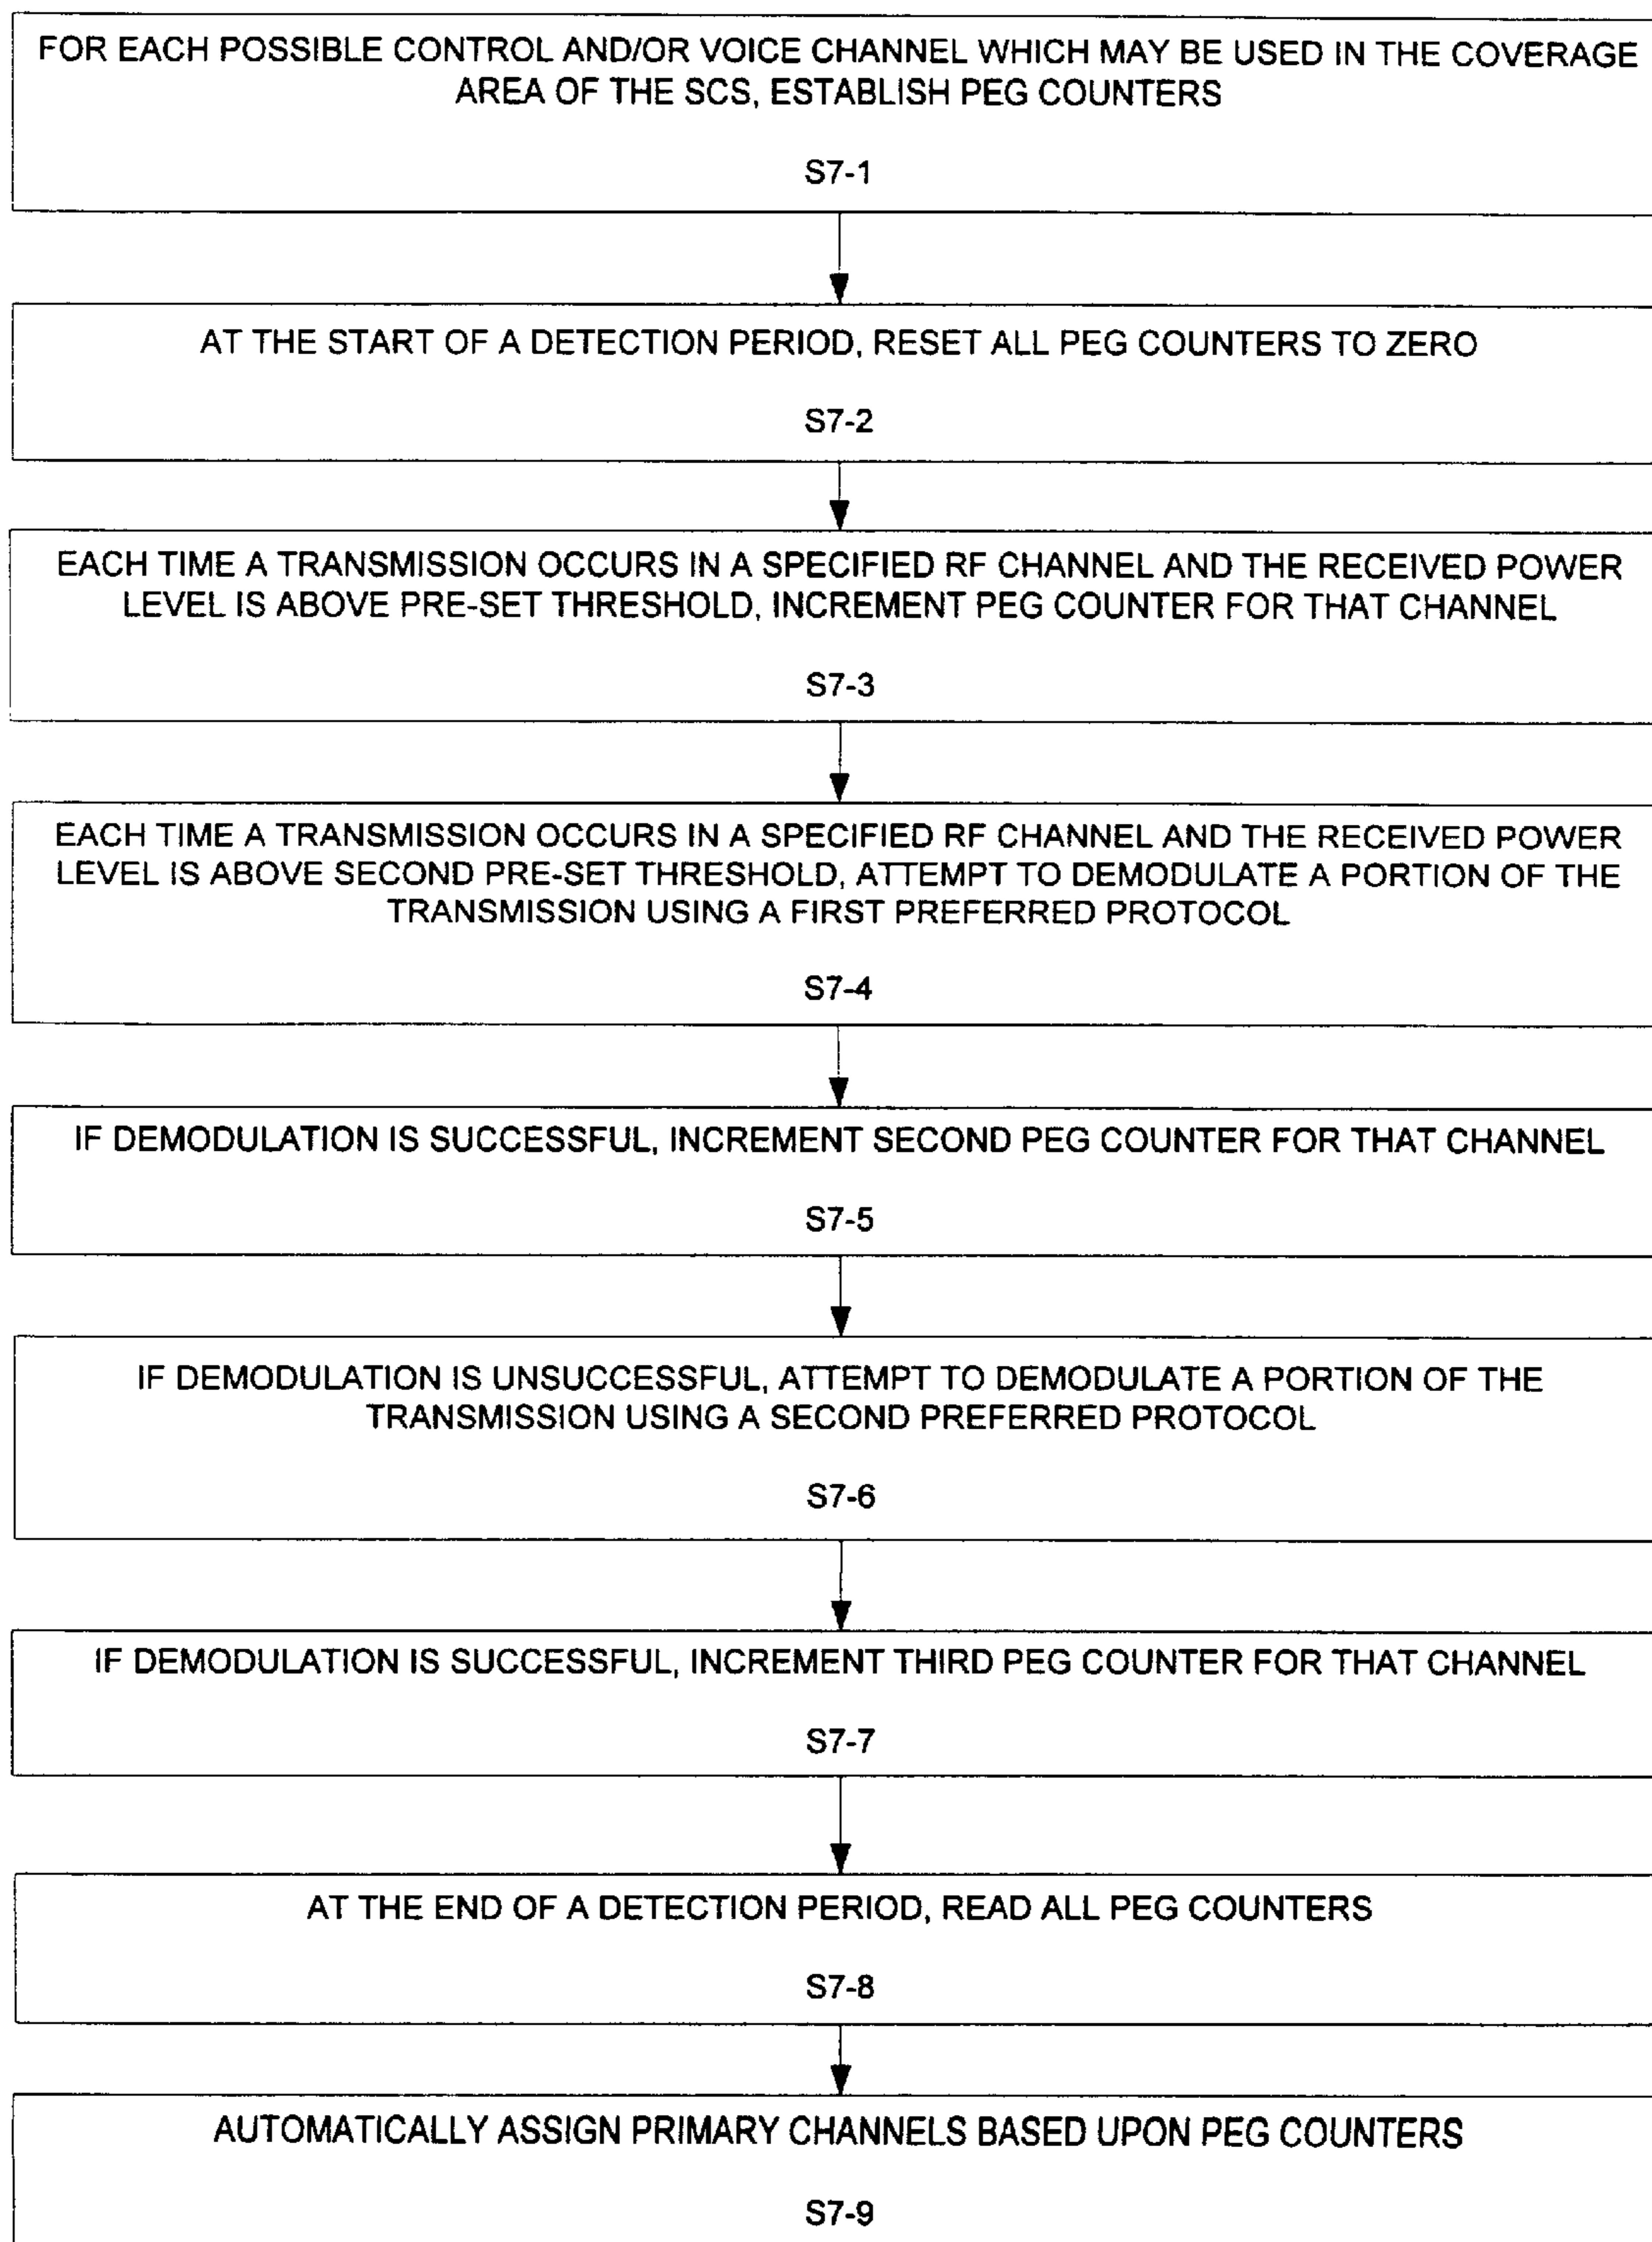 FOR EACH POSSIBLE CONTROL AND/OR VOICE CHANNEL WHICH MAY BE USED IN THE COVERAGE
AREA OF THE SCS, ESTABLISH PEG COUNTERS
S7-1
AT THE START OF A DETECTION PERIOD, RESET ALL PEG COUNTERS TO ZERO
S7-2
EACH TIME A TRANSMISSION OCCURS IN A SPECIFIED RF CHANNEL AND THE RECEIVED POWER
LEVEL IS ABOVE PRE-SET THRESHOLD, INCREMENT PEG COUNTER FOR THAT CHANNEL
S7-3
EACH TIME A TRANSMISSION OCCURS IN A SPECIFIED RF CHANNEL AND THE RECEIVED POWER
LEVEL IS ABOVE SECOND PRE-SET THRESHOLD, ATTEMPT TO DEMODULATE A PORTION OF THE
TRANSMISSION USING A FIRST PREFERRED PROTOCOL
S7-4
IF DEMODULATION IS SUCCESSFUL, INCREMENT SECOND PEG COUNTER FOR THAT CHANNEL
S7-5
IF DEMODULATION IS UNSUCCESSFUL, ATTEMPT TO DEMODULATE A PORTION OF THE
TRANSMISSION USING A SECOND PREFERRED PROTOCOL
S7-6
IF DEMODULATION IS SUCCESSFUL, INCREMENT THIRD PEG COUNTER FOR THAT CHANNEL
S7-7
AT THE END OF A DETECTION PERIOD, READ ALL PEG COUNTERS
S7-8
AUTOMATICALLY ASSIGN PRIMARY CHANNELS BASED UPON PEG COUNTERS
S7-9